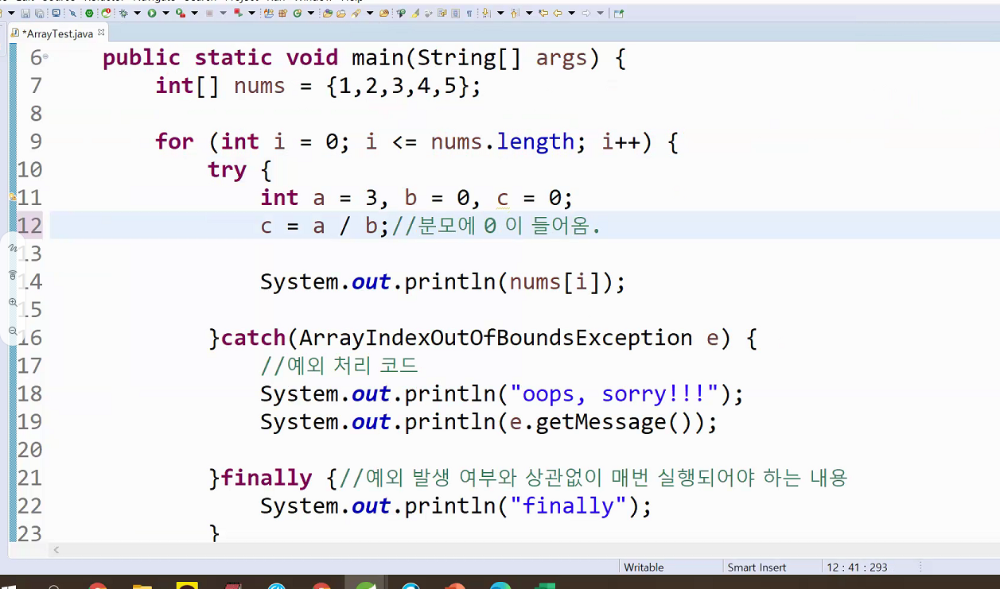 *ArrayTest.java
6 public static void main(String[] args) {
7 int[] nums = {1,2,3,4,5};
8
9 for (int i = 0; i <= nums.length; i++) {
10 try {
11 int a = 3, b = 0, c = 0;
12 c = a / b;//분모에 0 이 들어옴.
13
14 System.out.println(nums[i]);
15
16 }catch(ArrayIndexOutOfBoundsException e) {
17 //예외 처리 코드
18 System.out.println("oops, sorry!!!");
19 System.out.println(e.getMessage());
20
21 }finally {//예외 발생 여부와 상관없이 매번 실행되어야 하는 내용
22 System.out.println("finally");
23 }
Writable Smart Insert 12 : 41 : 293